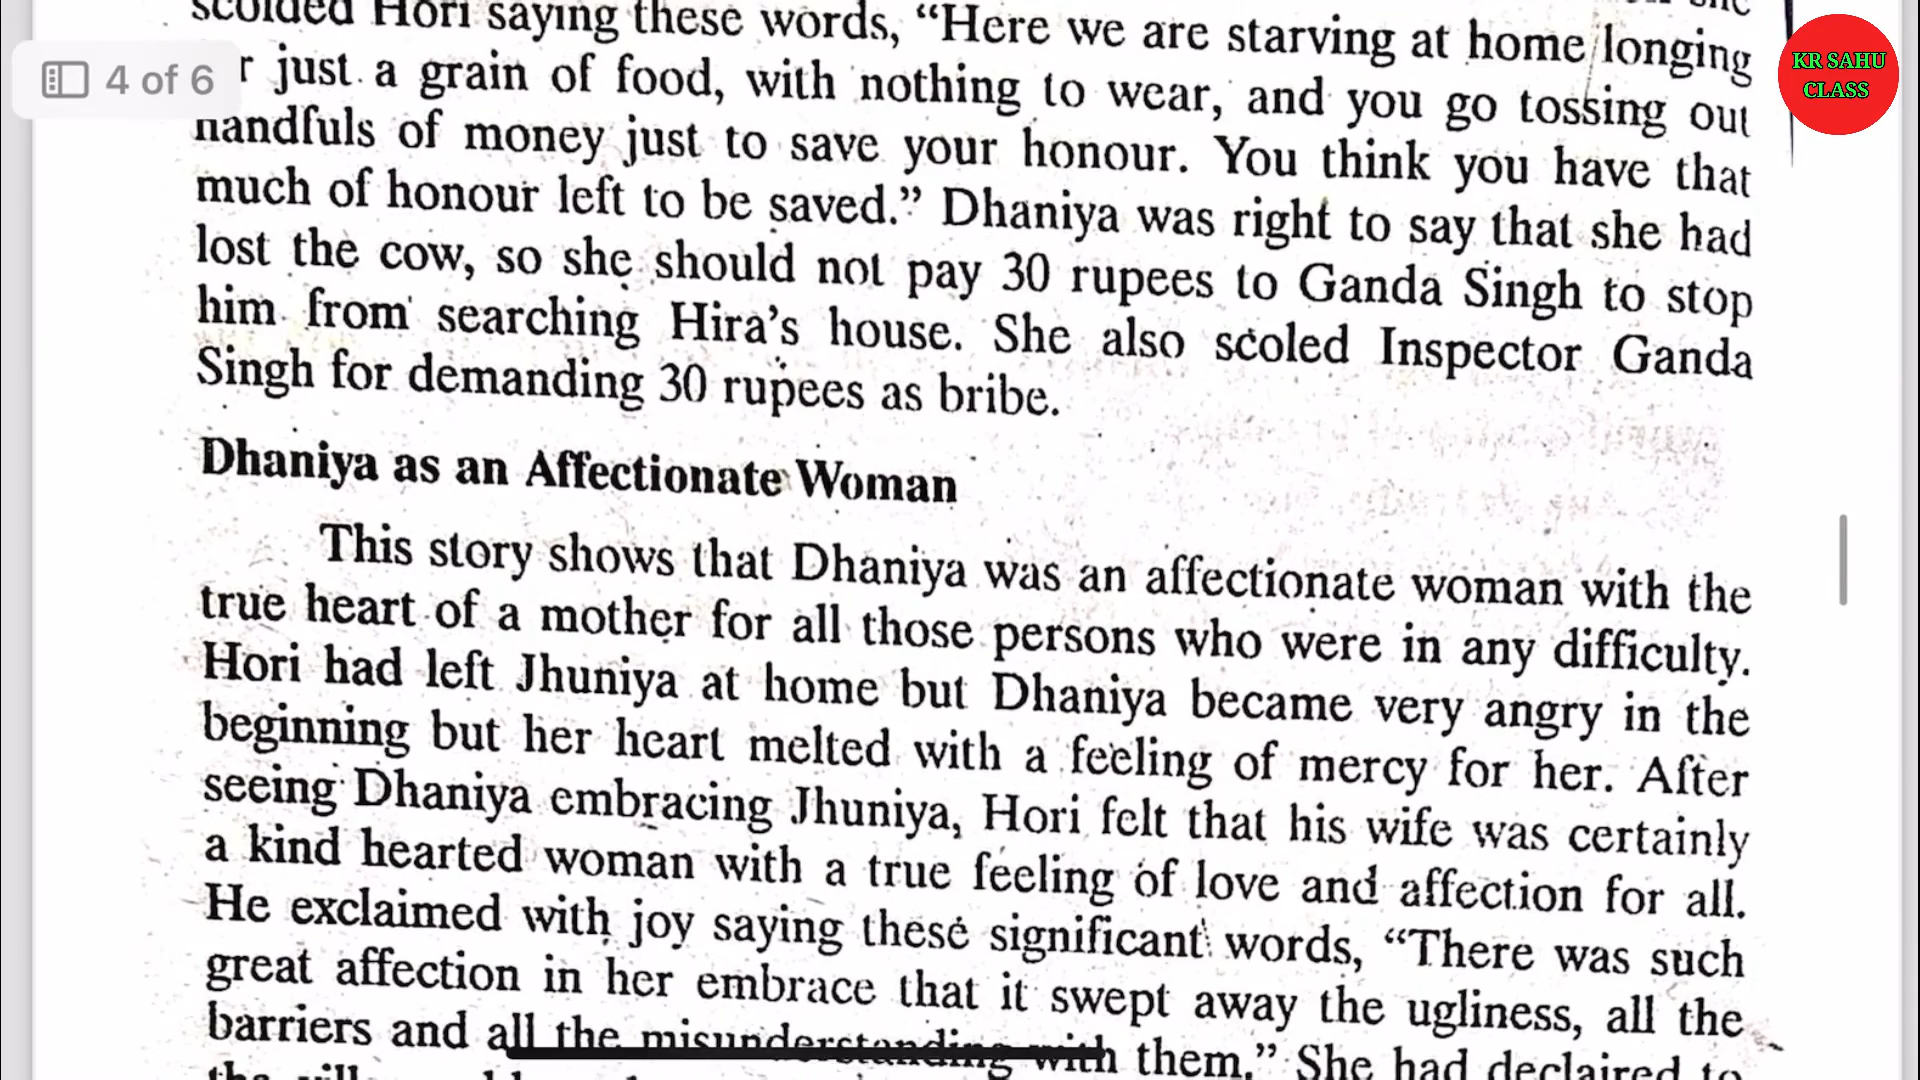 scolded Hori saying these words, “Here we are starving at home longing
4 of 6
r just a grain of food, with nothing to wear, and you go tossing out
handfuls of money just to save your honour. You think you have that
much of honour left to be saved.” Dhaniya was right to say that she had
lost the cow, so she should not pay 30 rupees to Ganda Singh to stop
him from searching Hira’s house. She also scoled Inspector Ganda
Singh for demanding 30 rupees as bribe.
Dhaniya as an Affectionate Woman
This story shows that Dhaniya was an affectionate woman with the
true heart of a mother for all those persons who were in any difficulty.
Hori had left Jhuniya at home but Dhaniya became very angry in the
beginning but her heart melted with a feeling of mercy for her. After
seeing Dhaniya embracing Jhuniya, Hori felt that his wife was certainly
a kind hearted woman with a true feeling of love and affection for all.
He exclaimed with joy saying these significant words, “There was such
great affection in her embrace that it swept away the ugliness, all the
barriers and all the misunderstanding with them.” She had declaired to
KR SAHU
CLASS